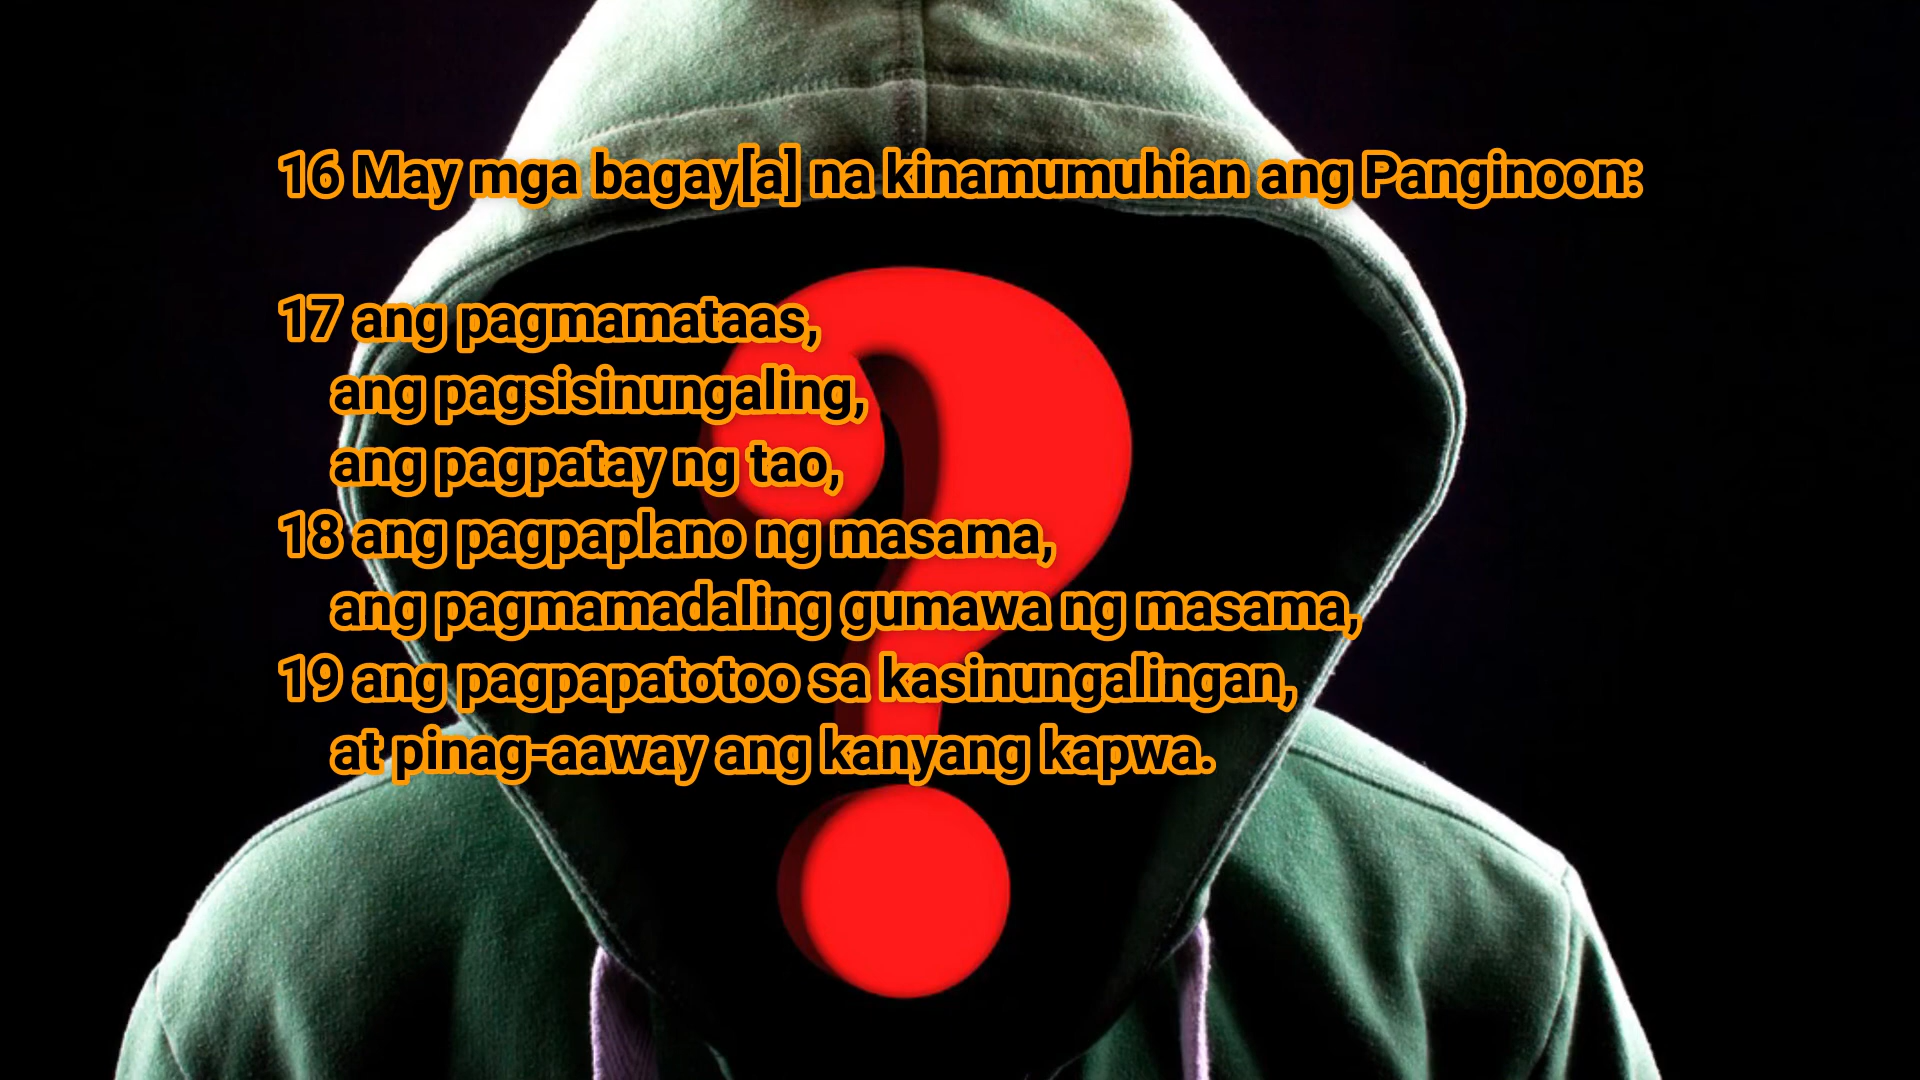 16 May mga bagay[a] na kinamumuhian ang Panginoon:
17 ang pagmamataas,
ang pagsisinungaling,
ang pagpatay ng tao,
18 ang pagpaplano ng masama,
ang pagmamadaling gumawa ng masama,
19 ang pagpapatotoo sa kasinungalingan,
at pinag-aaway ang kanyang kapwa.
?